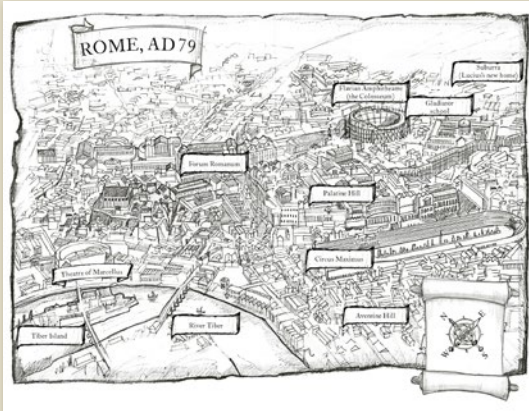 ROME, AD 79
Suburra
(Lucius's new home)
Flavian Amphitheatre
(the Colosseum)
Gladiator
school
Forum Romanum
Palatine Hill
Circus Maximus
Theatre of Marcellus
Aventine Hill
River Tiber
Tiber Island
N
E
W
S